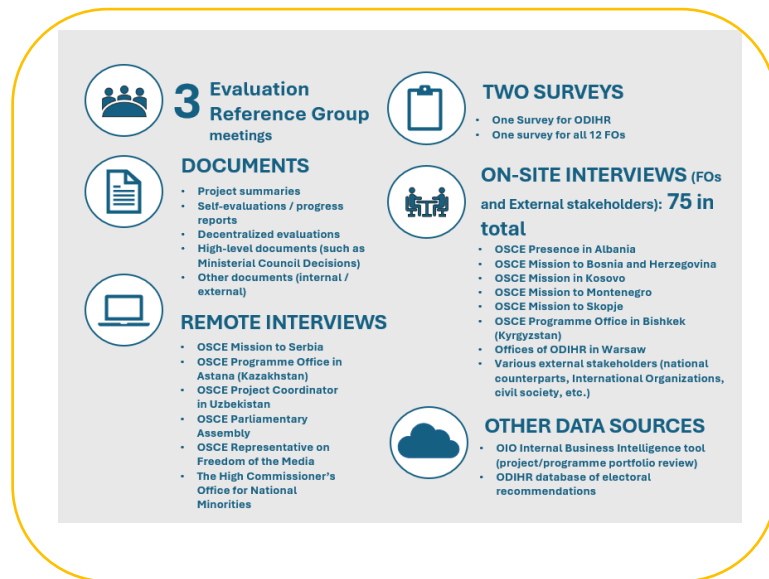 3 Evaluation
Reference Group
meetings
DOCUMENTS
• Project summaries
• Self-evaluations / progress
reports
• Decentralized evaluations
• High-level documents (such as
Ministerial Council Decisions)
• Other documents (internal /
external)
REMOTE INTERVIEWS
• OSCE Mission to Serbia
• OSCE Programme Office in
Astana (Kazakhstan)
• OSCE Project Coordinator
in Uzbekistan
• OSCE Parliamentary
Assembly
• OSCE Representative on
Freedom of the Media
• The High Commissioner's
Office for National
Minorities
TWO SURVEYS
• One Survey for ODIHR
• One survey for all 12 FOs
ON-SITE INTERVIEWS (FOs
and External stakeholders): 75 in
total
• OSCE Presence in Albania
• OSCE Mission to Bosnia and Herzegovina
• OSCE Mission in Kosovo
• OSCE Mission to Montenegro
• OSCE Mission to Skopje
• OSCE Programme Office in Bishkek
(Kyrgyzstan)
• Offices of ODIHR in Warsaw
• Various external stakeholders (national
counterparts, International Organizations,
civil society, etc.)
OTHER DATA SOURCES
• OIO Internal Business Intelligence tool
(project/programme portfolio review)
• ODIHR database of electoral
recommendations